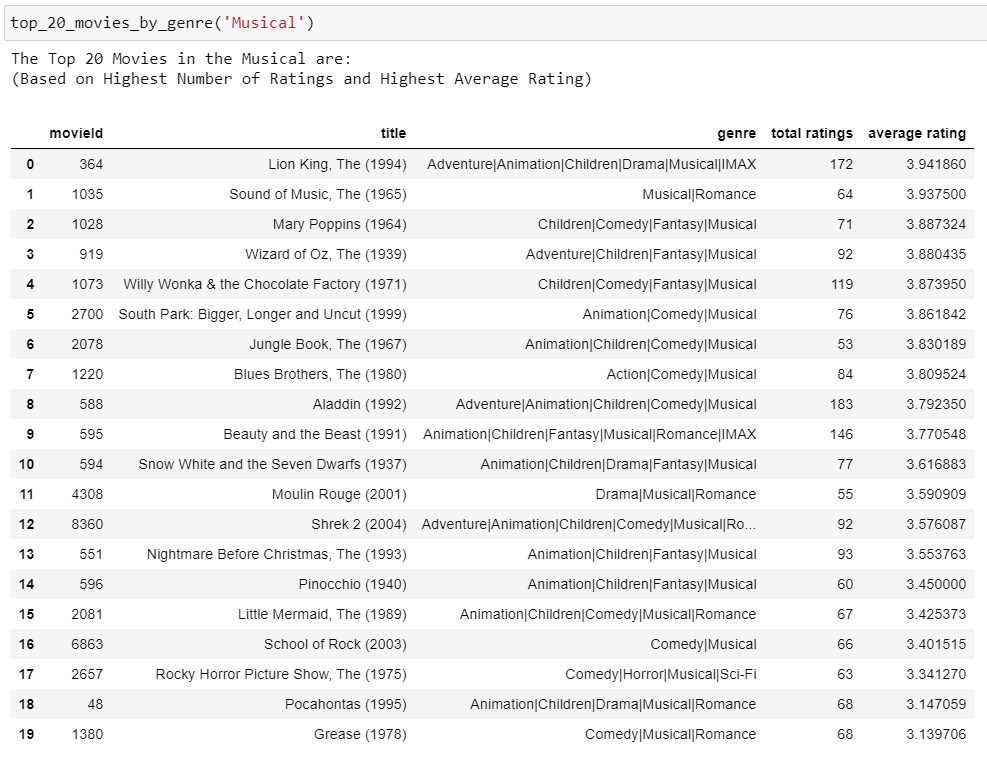 top_20_movies_by_genre('Musical')
The Top 20 Movies in the Musical are:
(Based on Highest Number of Ratings and Highest Average Rating)
movieId title genre total ratings average rating
0 364 Lion King, The (1994) Adventure|Animation|Children|Drama|Musical|IMAX 172 3.941860
1 1035 Sound of Music, The (1965) Musical|Romance 64 3.937500
2 1028 Mary Poppins (1964) Children|Comedy|Fantasy|Musical 71 3.887324
3 919 Wizard of Oz, The (1939) Adventure|Children|Fantasy|Musical 92 3.880435
4 1073 Willy Wonka & the Chocolate Factory (1971) Children|Comedy|Fantasy|Musical 119 3.873950
5 2700 South Park: Bigger, Longer and Uncut (1999) Animation|Comedy|Musical 76 3.861842
6 2078 Jungle Book, The (1967) Animation|Children|Comedy|Musical 53 3.830189
7 1220 Blues Brothers, The (1980) Action|Comedy|Musical 84 3.809524
8 588 Aladdin (1992) Adventure|Animation|Children|Comedy|Musical 183 3.792350
9 595 Beauty and the Beast (1991) Animation|Children|Fantasy|Musical|Romance|IMAX 146 3.770548
10 594 Snow White and the Seven Dwarfs (1937) Animation|Children|Drama|Fantasy|Musical 77 3.616883
11 4308 Moulin Rouge (2001) Drama|Musical|Romance 55 3.590909
12 8360 Shrek 2 (2004) Adventure|Animation|Children|Comedy|Musical|Ro... 92 3.576087
13 551 Nightmare Before Christmas, The (1993) Animation|Children|Fantasy|Musical 93 3.553763
14 596 Pinocchio (1940) Animation|Children|Fantasy|Musical 60 3.450000
15 2081 Little Mermaid, The (1989) Animation|Children|Comedy|Musical|Romance 67 3.425373
16 6863 School of Rock (2003) Comedy|Musical 66 3.401515
17 2657 Rocky Horror Picture Show, The (1975) Comedy|Horror|Musical|Sci-Fi 63 3.341270
18 48 Pocahontas (1995) Animation|Children|Drama|Musical|Romance 68 3.147059
19 1380 Grease (1978) Comedy|Musical|Romance 68 3.139706